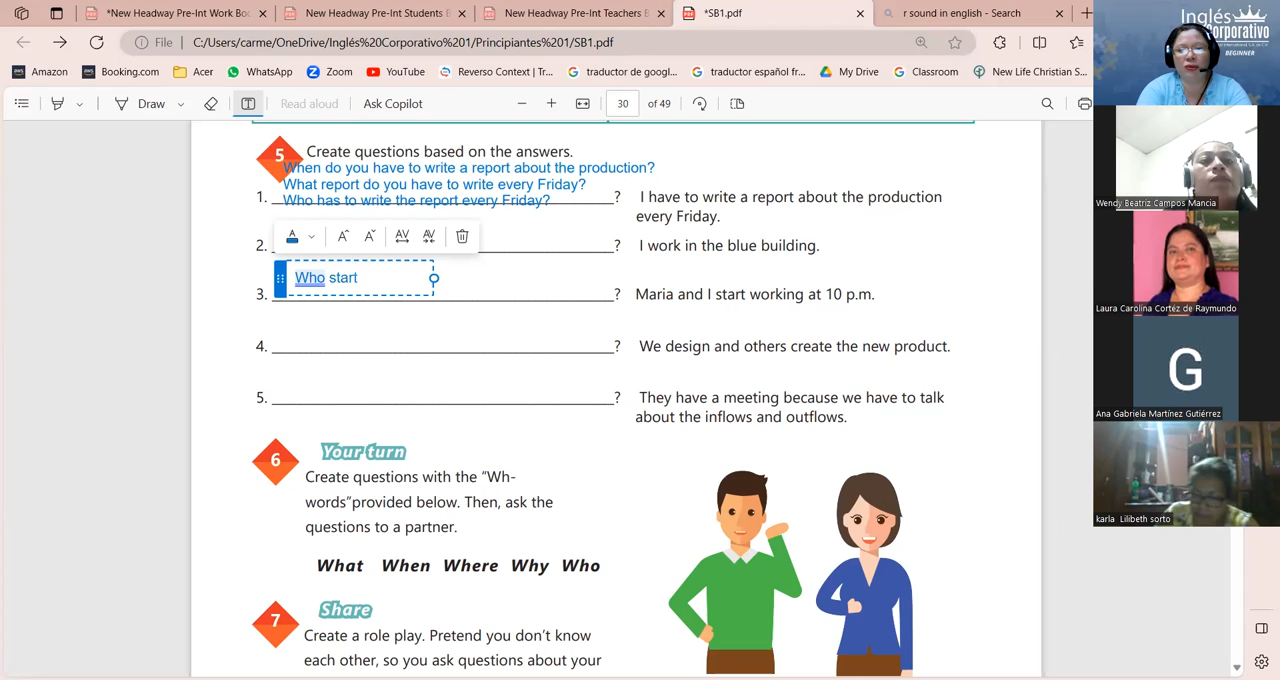 *New Headway Pre-Int Work Boo
New Headway Pre-Int Students B
New Headway Pre-Int Teachers B
*SB1.pdf
r sound in english - Search
File
C:/Users/carme/OneDrive/Inglés%20Corporativo%201/Principiantes%201/SB1.pdf
Amazon
Booking.com
Acer
WhatsApp
Zoom
YouTube
Reverso Context | Tr...
traductor de googl...
traductor español fr...
My Drive
Classroom
New Life Christian S...
Draw
Read aloud
Ask Copilot
30
of 49
Inglés
Corporativo
BEGINNER
5
Create questions based on the answers.
When do you have to write a report about the production?
What report do you have to write every Friday?
Who has to write the report every Friday?
1. ? I have to write a report about the production
every Friday.
2. ? I work in the blue building.
Who start
3. ? Maria and I start working at 10 p.m.
4. ? We design and others create the new product.
5. ? They have a meeting because we have to talk
about the inflows and outflows.
6
Your turn
Create questions with the “Wh-
words”provided below. Then, ask the
questions to a partner.
What When Where Why Who
7
Share
Create a role play. Pretend you don’t know
each other, so you ask questions about your
Wendy Beatriz Campos Mancia
Laura Carolina Cortéz de Raymundo
G
Ana Gabriela Martínez Gutiérrez
karla Lilibeth sorto